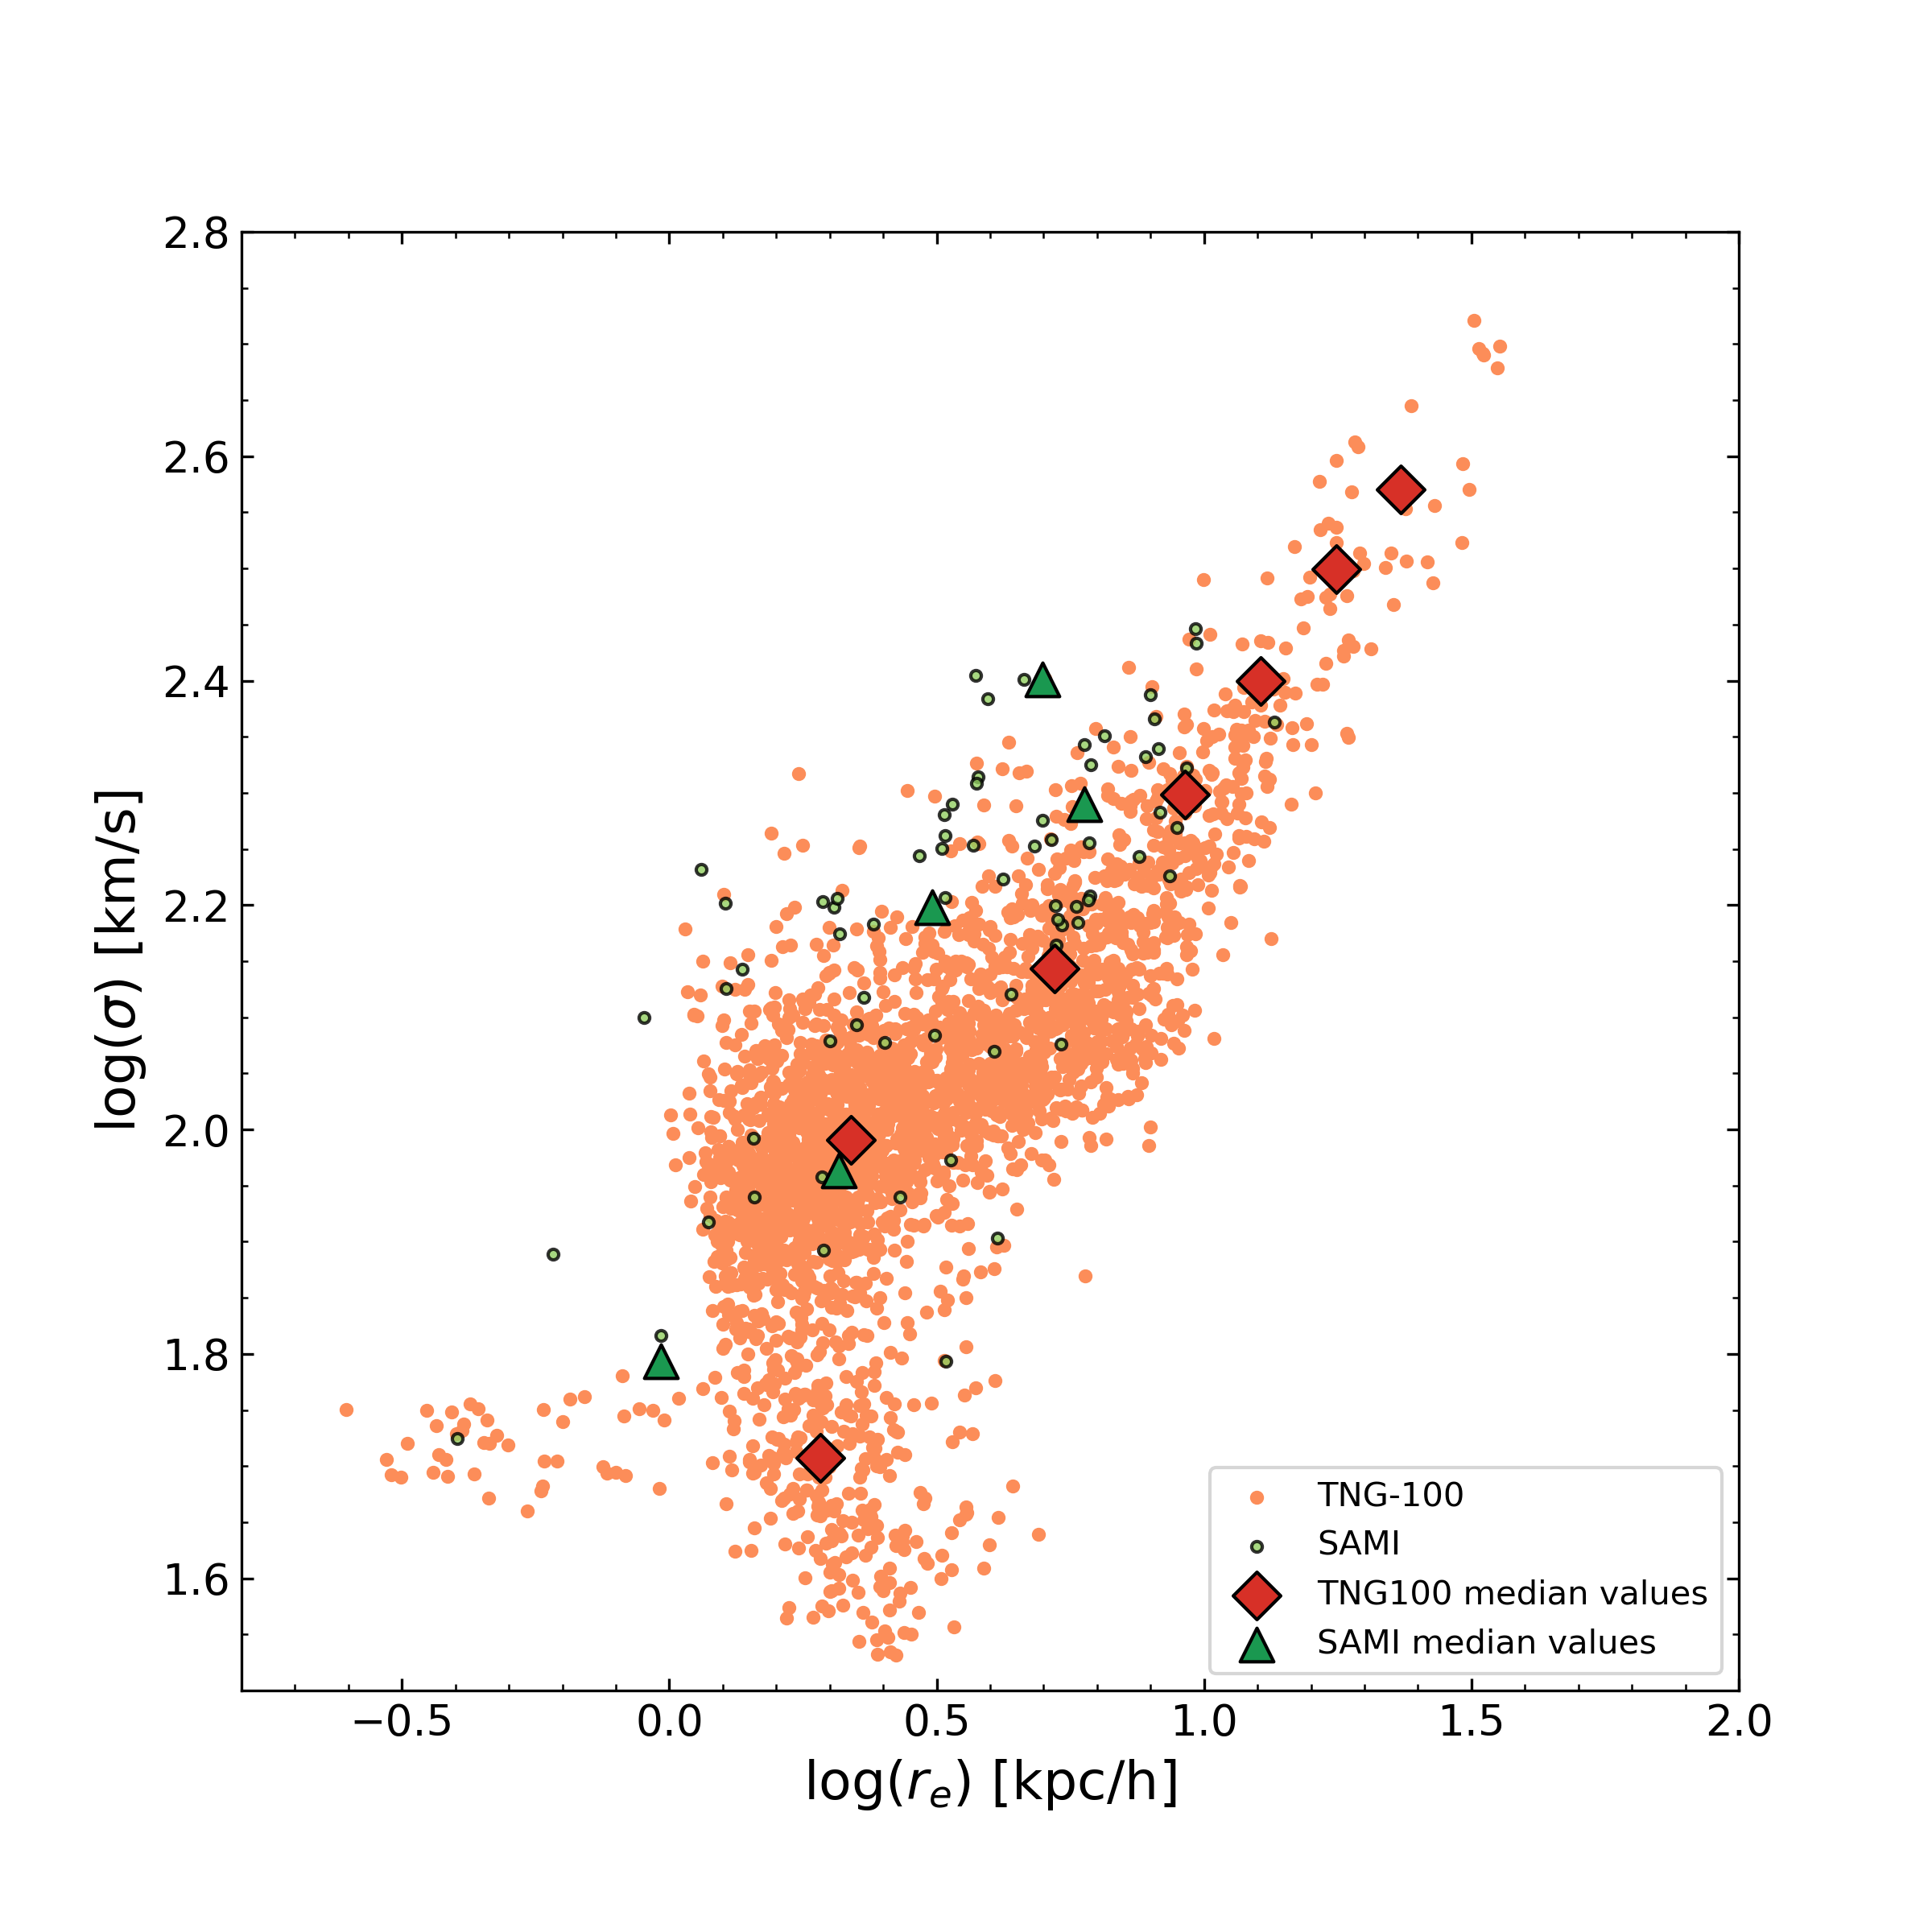 2.8
2.6
2.4
2.2
2.0
1.8
1.6
log(σ) [km/s]
TNG-100
SAMI
TNG100 median values
SAMI median values
−0.5 0.0 0.5 1.0 1.5 2.0
log(r_e) [kpc/h]